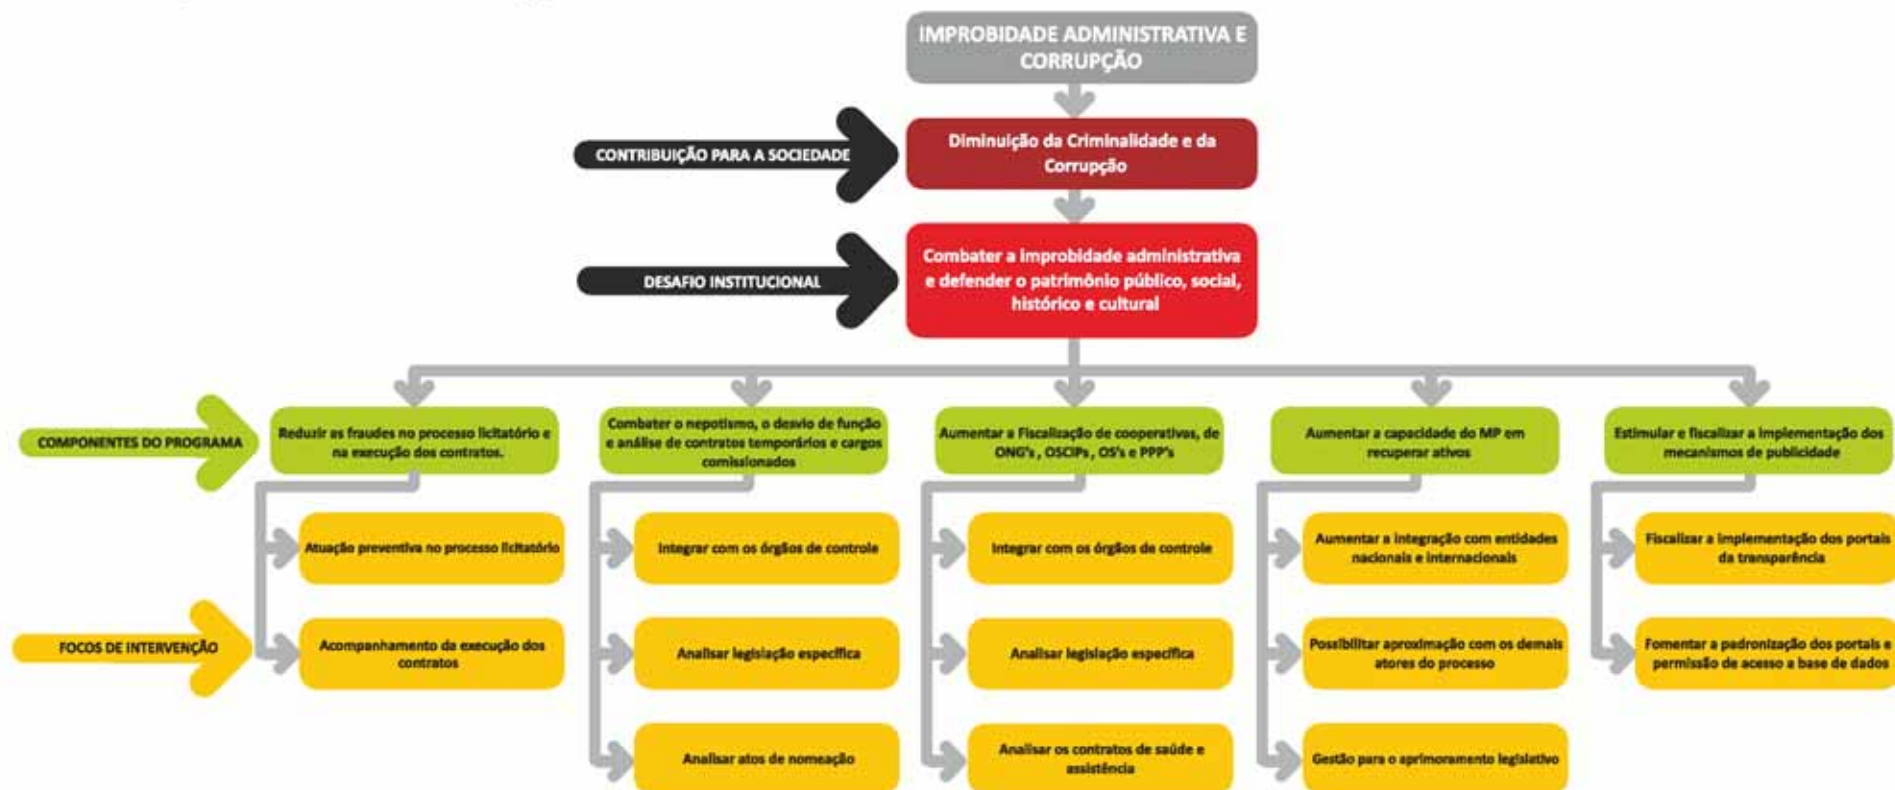 IMPROBIDADE ADMINISTRATIVA E
CORRUPÇÃO
CONTRIBUIÇÃO PARA A SOCIEDADE
Diminuição da Criminalidade e da
Corrupção
DESAFIO INSTITUCIONAL
Combater a improbidade administrativa
e defender o patrimônio público, social,
histórico e cultural
COMPONENTES DO PROGRAMA
Reduzir as fraudes no processo licitatório e
na execução dos contratos.
Combater o nepotismo, o desvio de função
e análise de contratos temporários e cargos
comissionados
Aumentar a Fiscalização de cooperativas, de
ONG's , OSCIPs , OS's e PPP's
Aumentar a capacidade do MP em
recuperar ativos
Estimular e fiscalizar a implementação dos
mecanismos de publicidade
FOCOS DE INTERVENÇÃO
Atuação preventiva no processo licitatório
Acompanhamento da execução dos
contratos
Integrar com os órgãos de controle
Analisar legislação específica
Analisar atos de nomeação
Integrar com os órgãos de controle
Analisar legislação específica
Analisar os contratos de saúde e
assistência
Aumentar a integração com entidades
nacionais e internacionais
Possibilitar aproximação com os demais
atores do processo
Gestão para o aprimoramento legislativo
Fiscalizar a implementação dos portais
da transparência
Fomentar a padronização dos portais e
permissão de acesso a base de dados